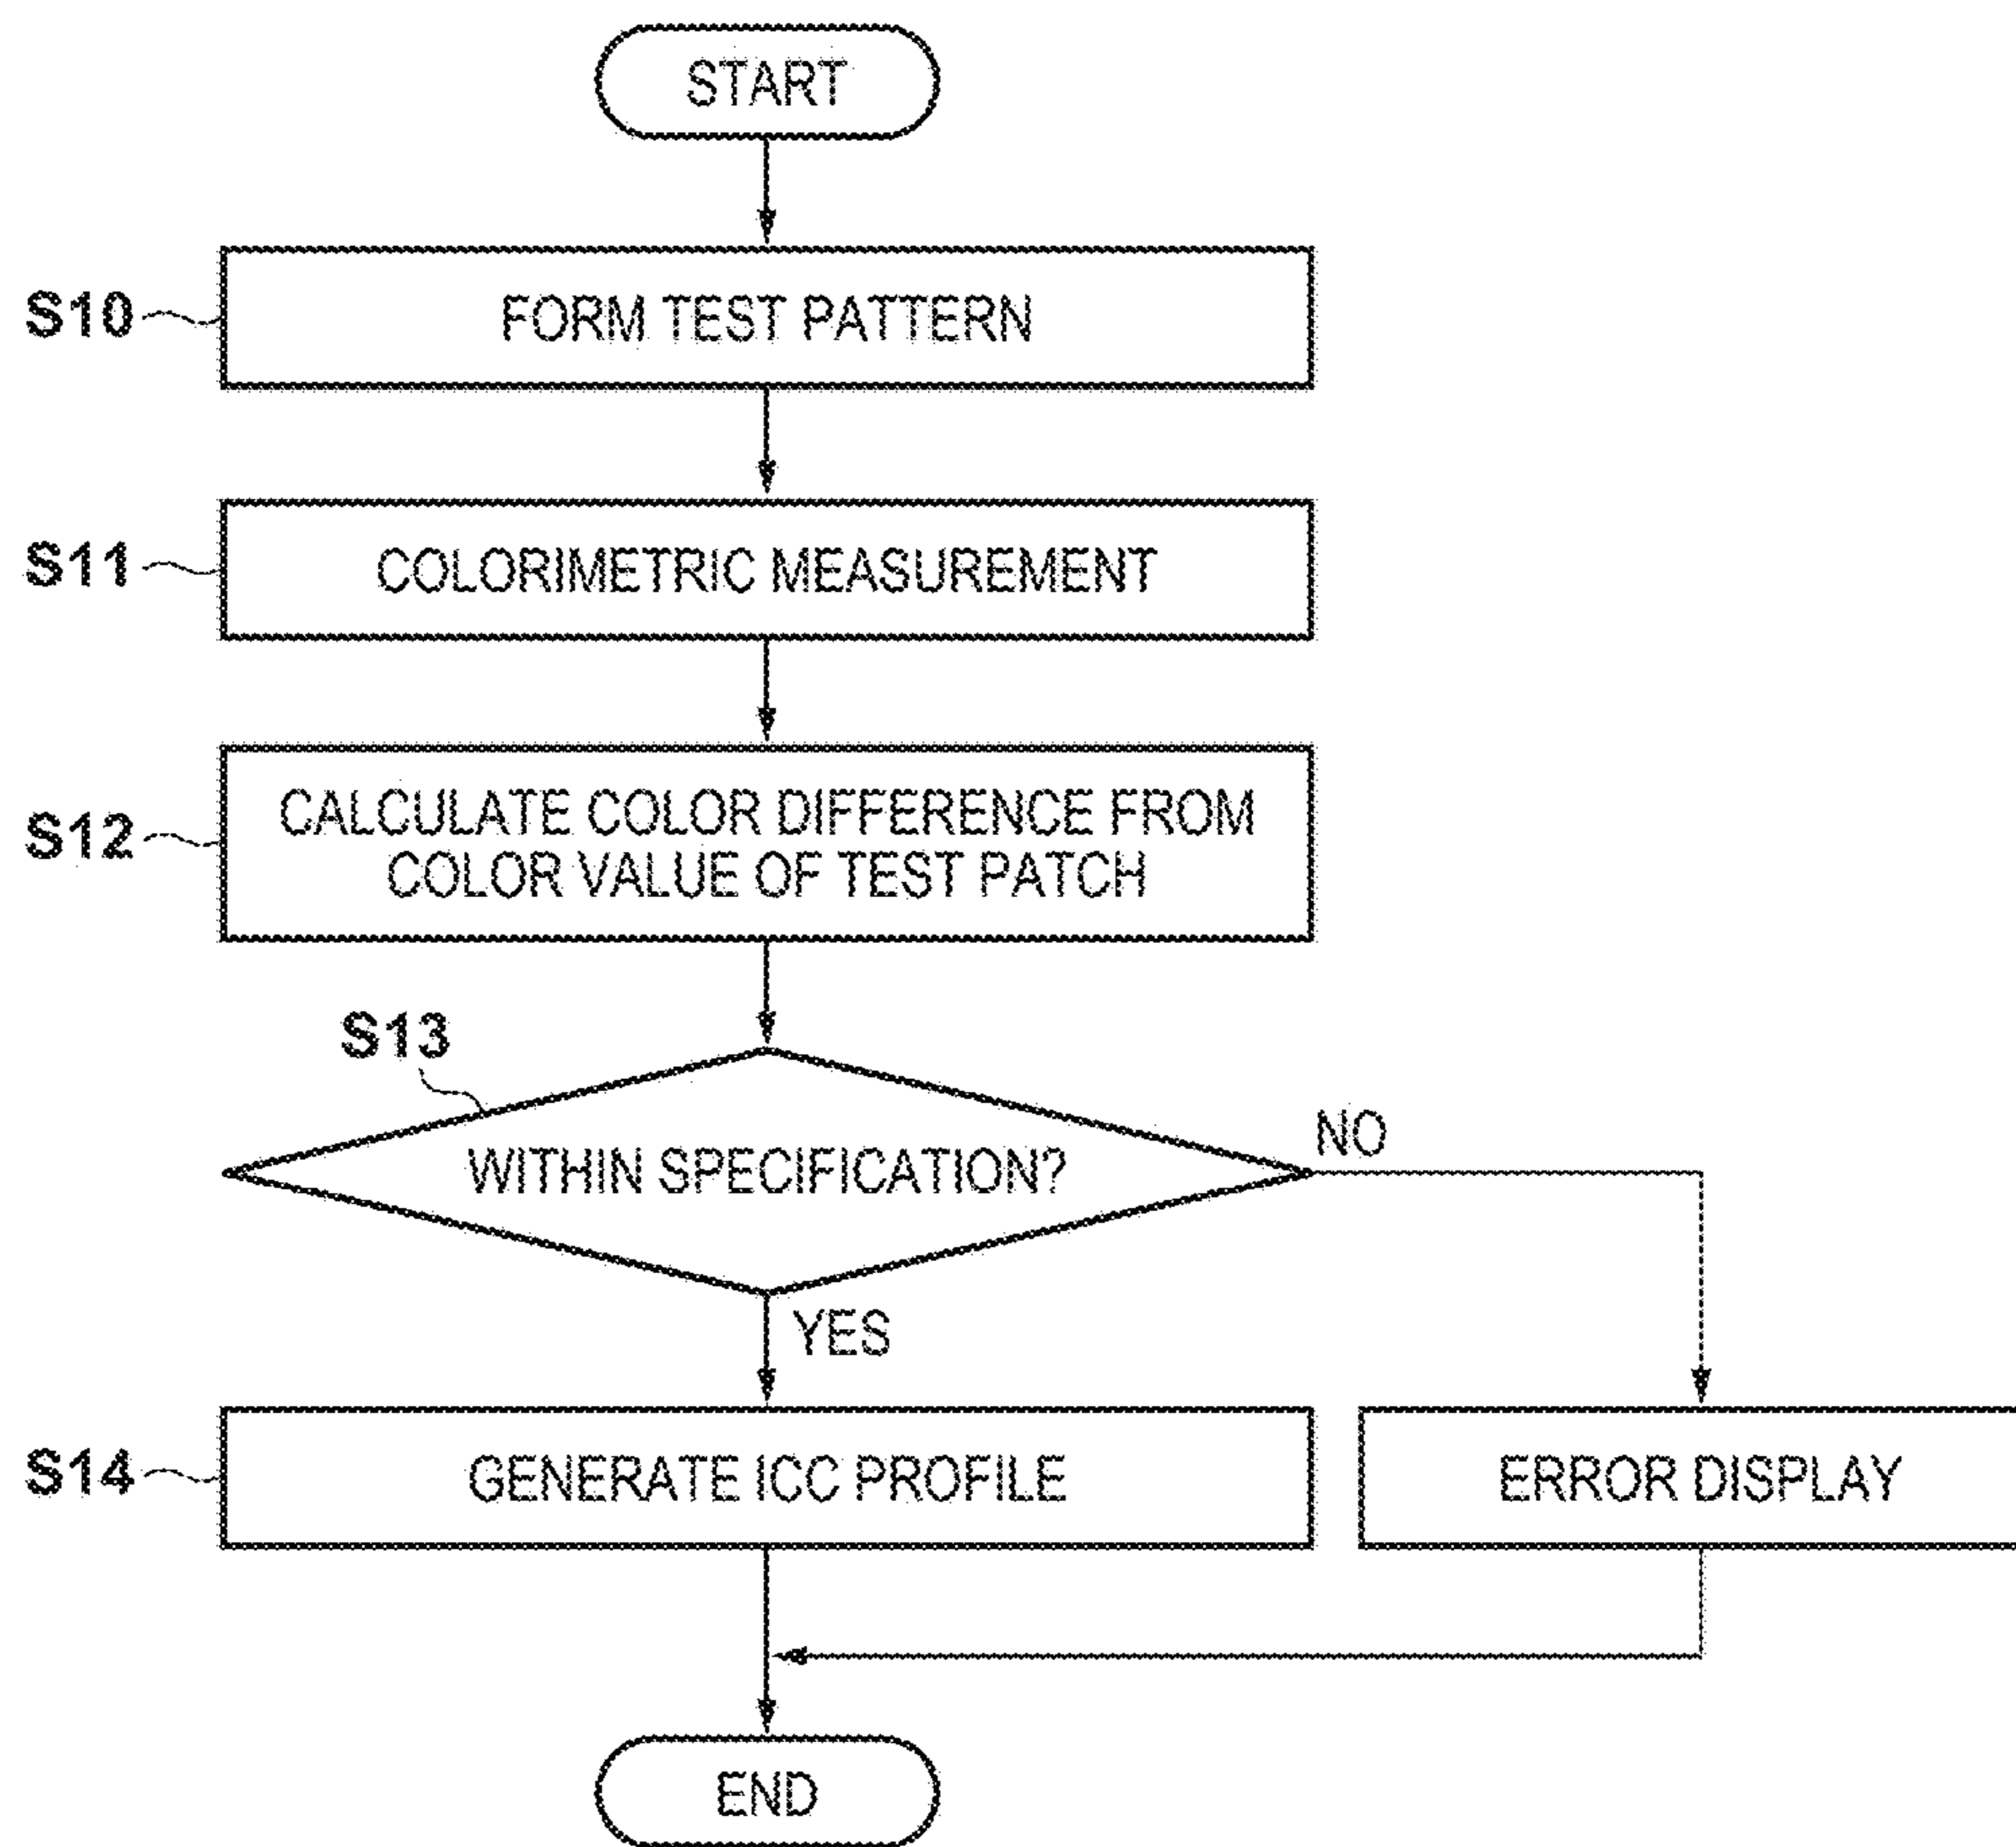 START
S10
FORM TEST PATTERN
S11
COLORIMETRIC MEASUREMENT
S12
CALCULATE COLOR DIFFERENCE FROM
COLOR VALUE OF TEST PATCH
S13
WITHIN SPECIFICATION?
NO
YES
S14
GENERATE ICC PROFILE
ERROR DISPLAY
END